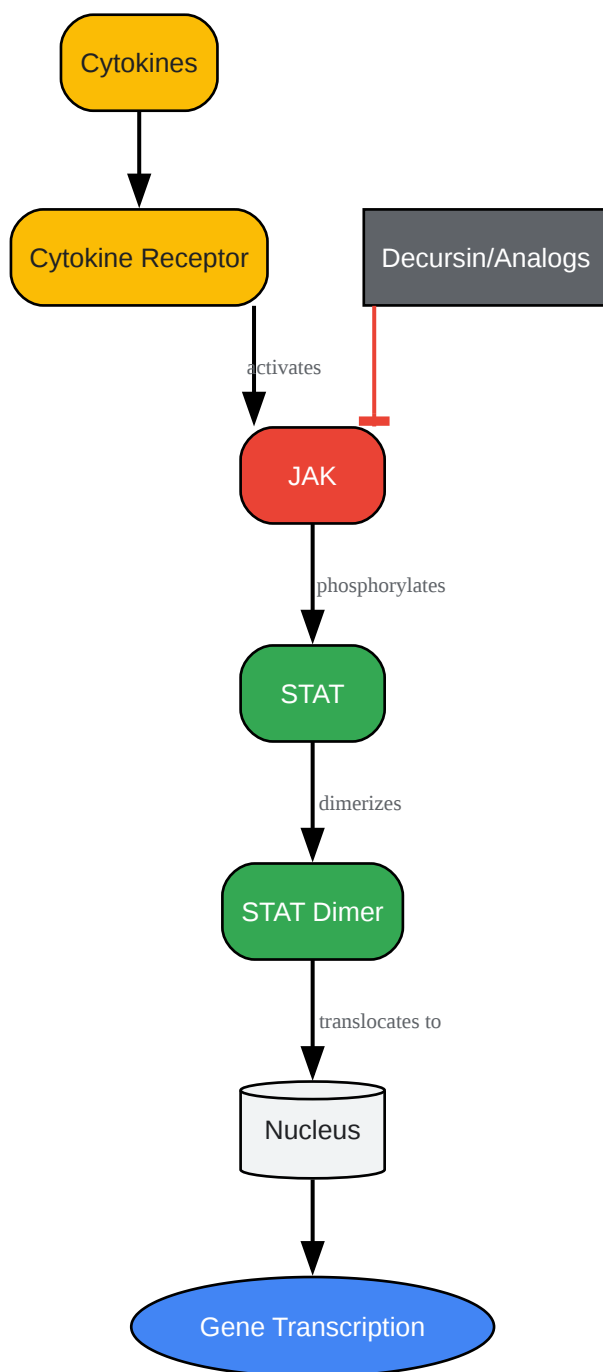 Cytokines
Cytokine Receptor
Decursin/Analogs
activates
JAK
phosphorylates
STAT
dimerizes
STAT Dimer
translocates to
Nucleus
Gene Transcription